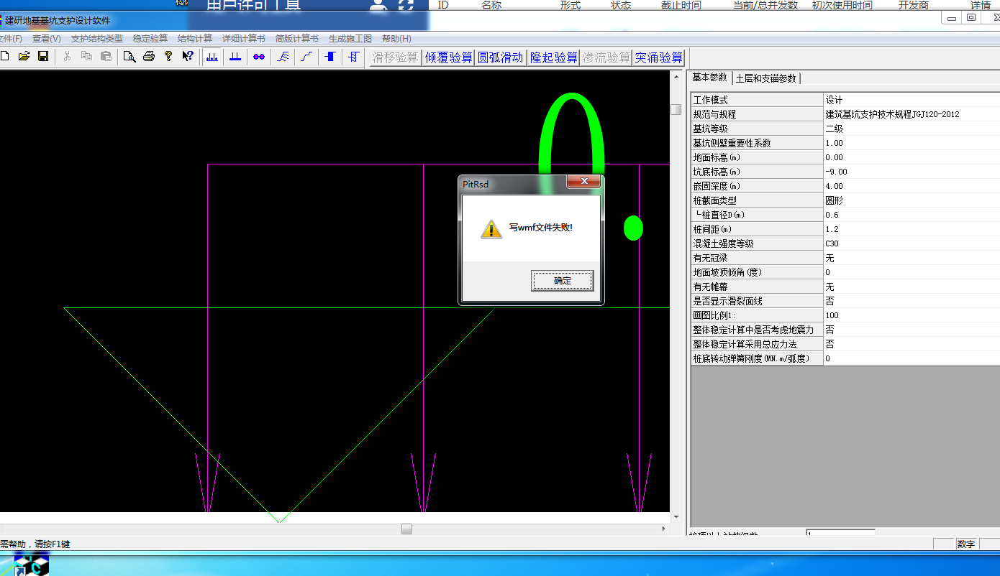 用户许可工具
ID 名称 形式 状态 截止时间 当前/总并发数 初次使用时间 开发商 详情
建研地基基坑支护设计软件
文件(F) 查看(V) 支护结构类型 稳定验算 结构计算 详细计算书 简版计算书 生成施工图 帮助(H)
滑移验算 倾覆验算 圆弧滑动 隆起验算 渗流验算 突涌验算
基本参数 土层和支锚参数
工作模式 设计
规范与规程 建筑基坑支护技术规程JGJ120-2012
基坑等级 二级
基坑侧壁重要性系数 1.00
地面标高(m) 0.00
坑底标高(m) -9.00
嵌固深度(m) 4.00
桩截面类型 圆形
└桩直径D(m) 0.6
桩间距(m) 1.2
混凝土强度等级 C30
有无冠梁 无
地面坡顶倾角(度) 0
有无帷幕 无
是否显示滑裂面线 否
画图比例1: 100
整体稳定计算中是否考虑地震力 否
整体稳定计算采用总应力法 否
桩底转动弹簧刚度(MN.m/弧度) 0
PitRsd
写wmf文件失败!
确定
需帮助，请按F1键
数字